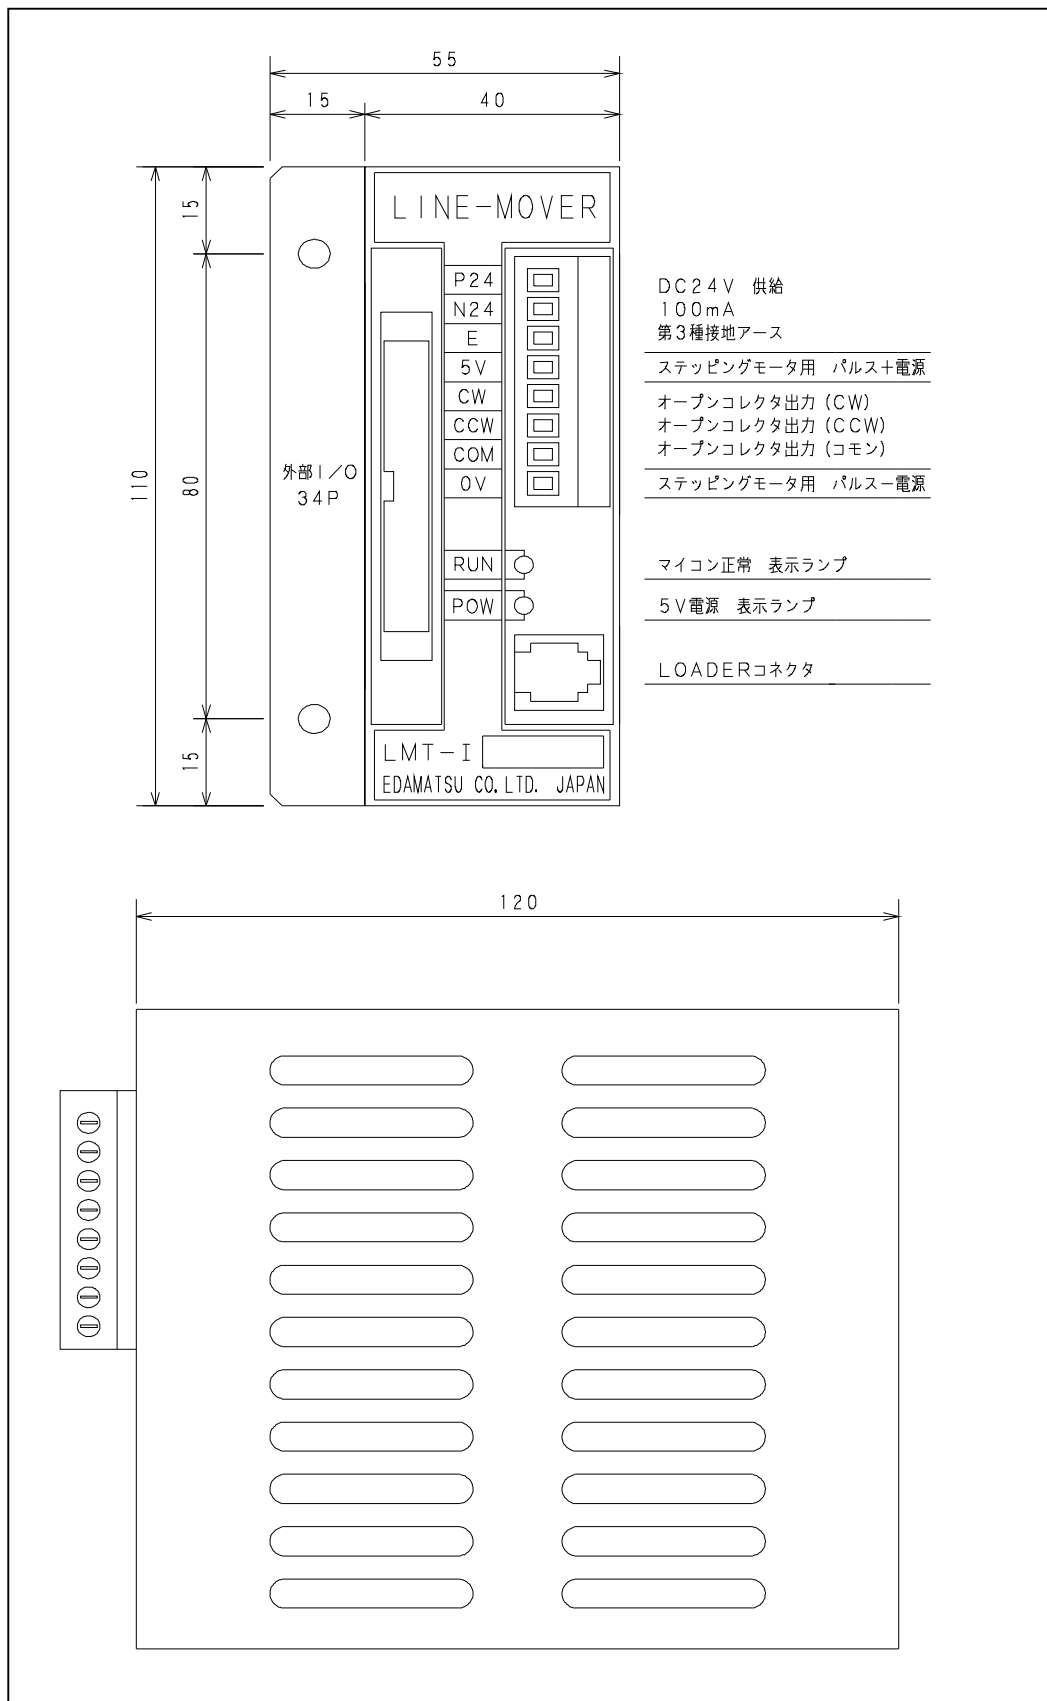 55
15
40
15
110
80
15
外部I/O
34P
LINE-MOVER
P24
N24
E
5V
CW
CCW
COM
0V
RUN
POW
LMT-I
EDAMATSU CO.LTD. JAPAN
DC24V 供給
100mA
第3種接地アース
ステッピングモータ用 パルス+電源
オープンコレクタ出力(CW)
オープンコレクタ出力(CCW)
オープンコレクタ出力(コモン)
ステッピングモータ用 パルスー電源
マイコン正常 表示ランプ
5V電源 表示ランプ
LOADERコネクタ
120